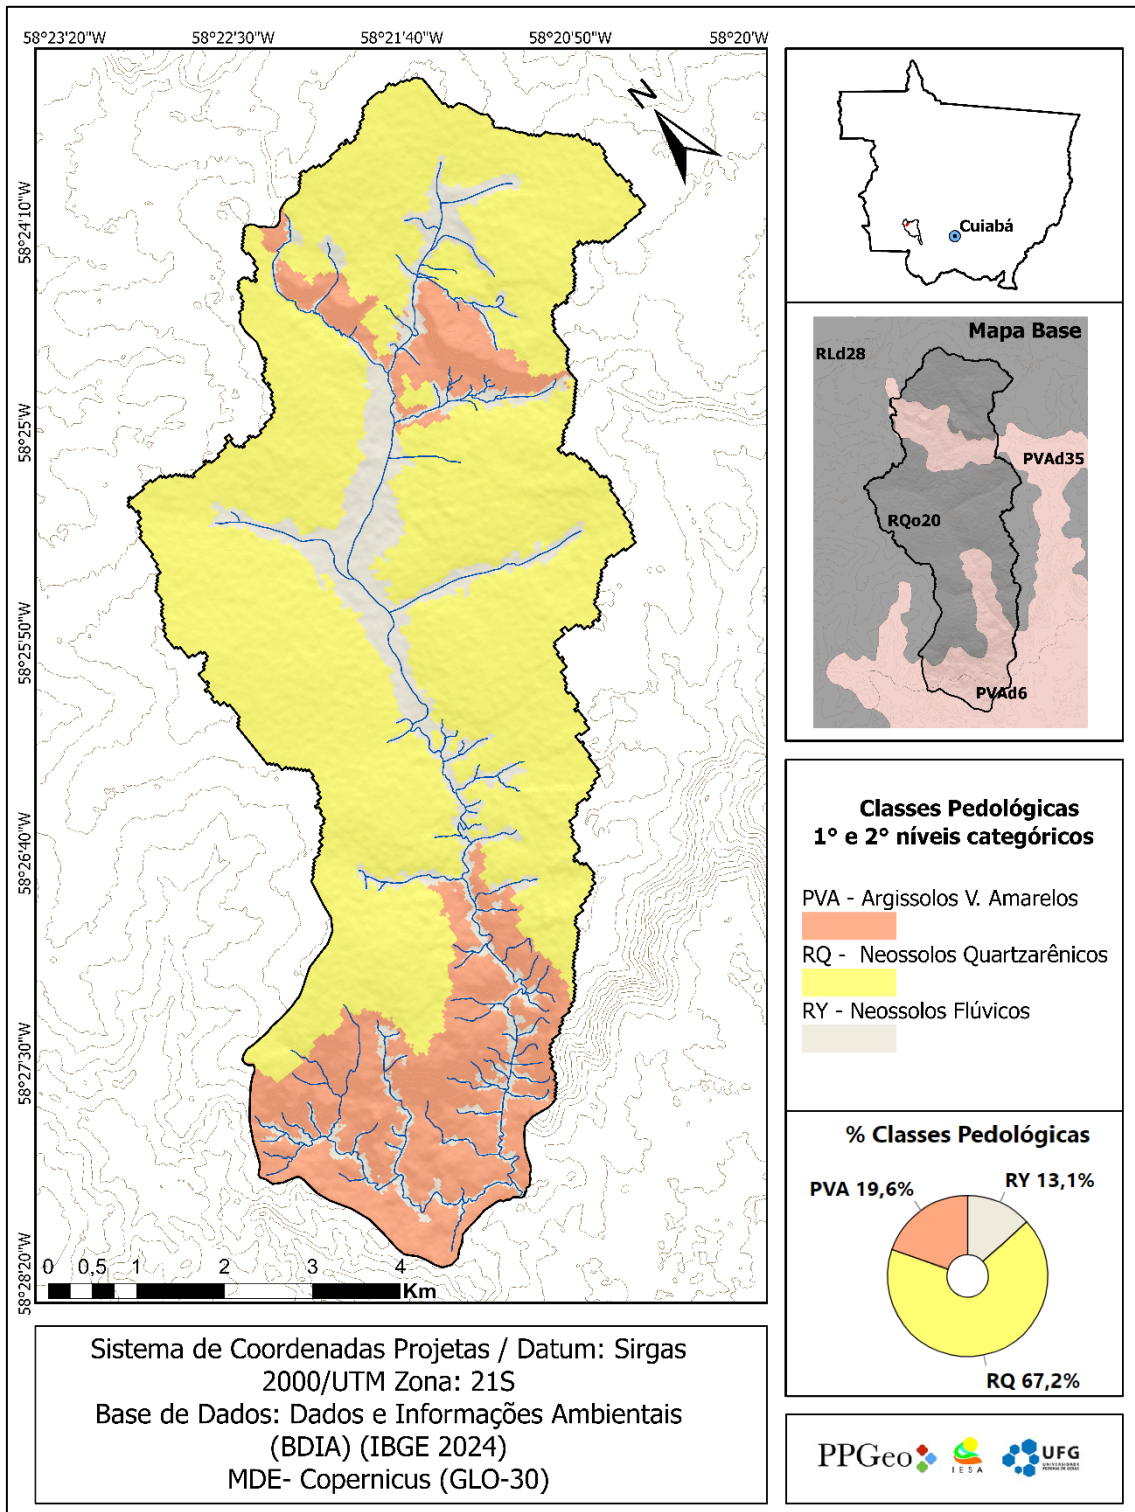 58°23'20"W
58°22'30"W
58°21'40"W
58°20'50"W
58°20'W
58°24'10"W
58°25'W
58°25'50"W
58°26'40"W
58°27'30"W
58°28'20"W
N
0 0,5 1 2 3 4
Km
Cuiabá
Mapa Base
RLd28
PVAd35
RQo20
PVAd6
Classes Pedológicas
1° e 2° níveis categóricos
PVA - Argissolos V. Amarelos
RQ - Neossolos Quartzarênicos
RY - Neossolos Flúvicos
% Classes Pedológicas
RY 13,1%
PVA 19,6%
RQ 67,2%
Sistema de Coordenadas Projetas / Datum: Sirgas
2000/UTM Zona: 21S
Base de Dados: Dados e Informações Ambientais
(BDIA) (IBGE 2024)
MDE- Copernicus (GLO-30)
PPGeo
IESA
UFG